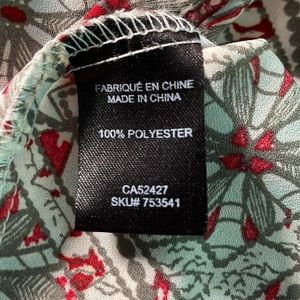 FABRIQUÉ EN CHINE
MADE IN CHINA
100% POLYESTER
CA52427
SKU# 753541